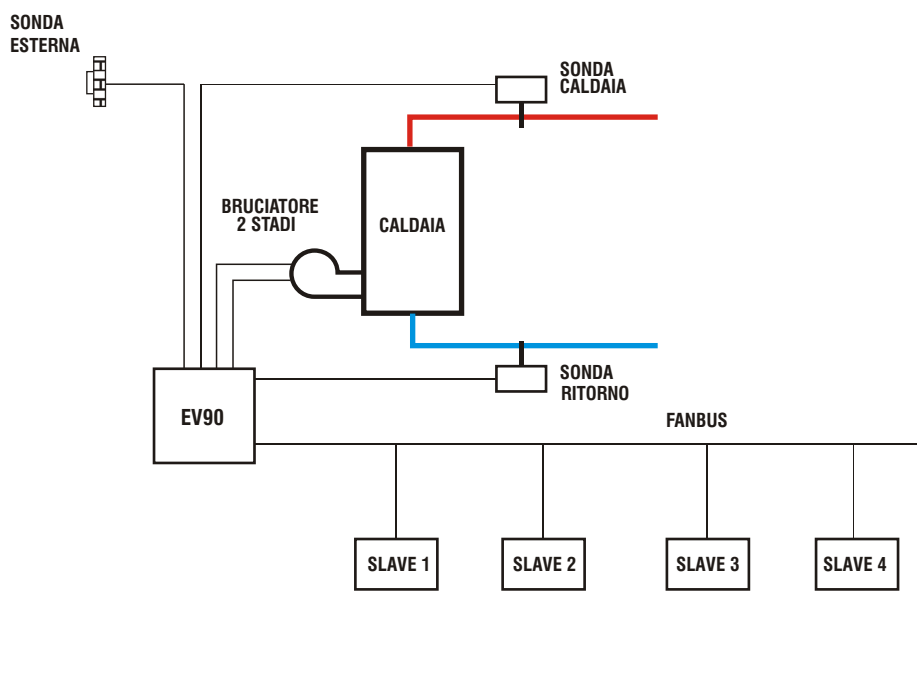 SONDA
ESTERNA
SONDA
CALDAIA
BRUCIATORE
2 STADI
CALDAIA
SONDA
RITORNO
EV90
FANBUS
SLAVE 1
SLAVE 2
SLAVE 3
SLAVE 4